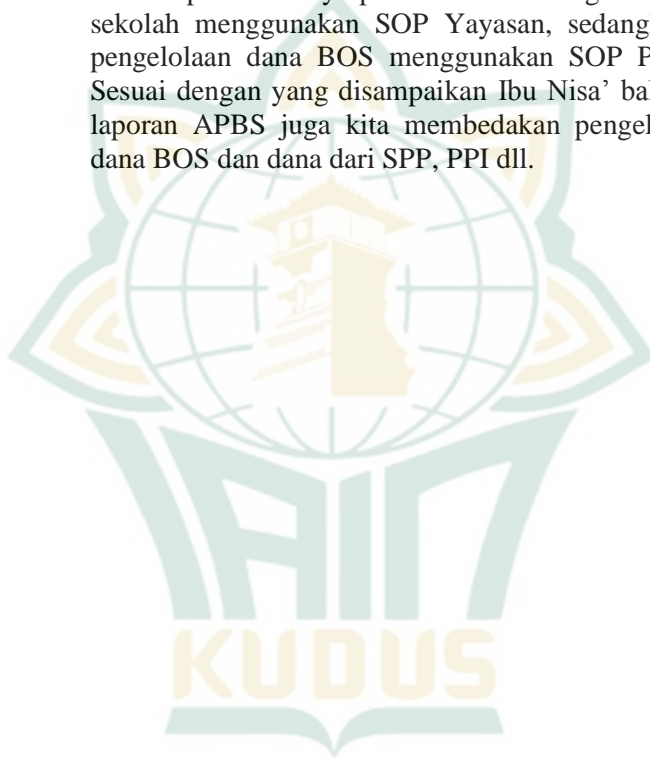 sekolah menggunakan SOP Yayasan, sedang
pengelolaan dana BOS menggunakan SOP P
Sesuai dengan yang disampaikan Ibu Nisa’ ba
laporan APBS juga kita membedakan pengel
dana BOS dan dana dari SPP, PPI dll.
IAIN
KUDUS